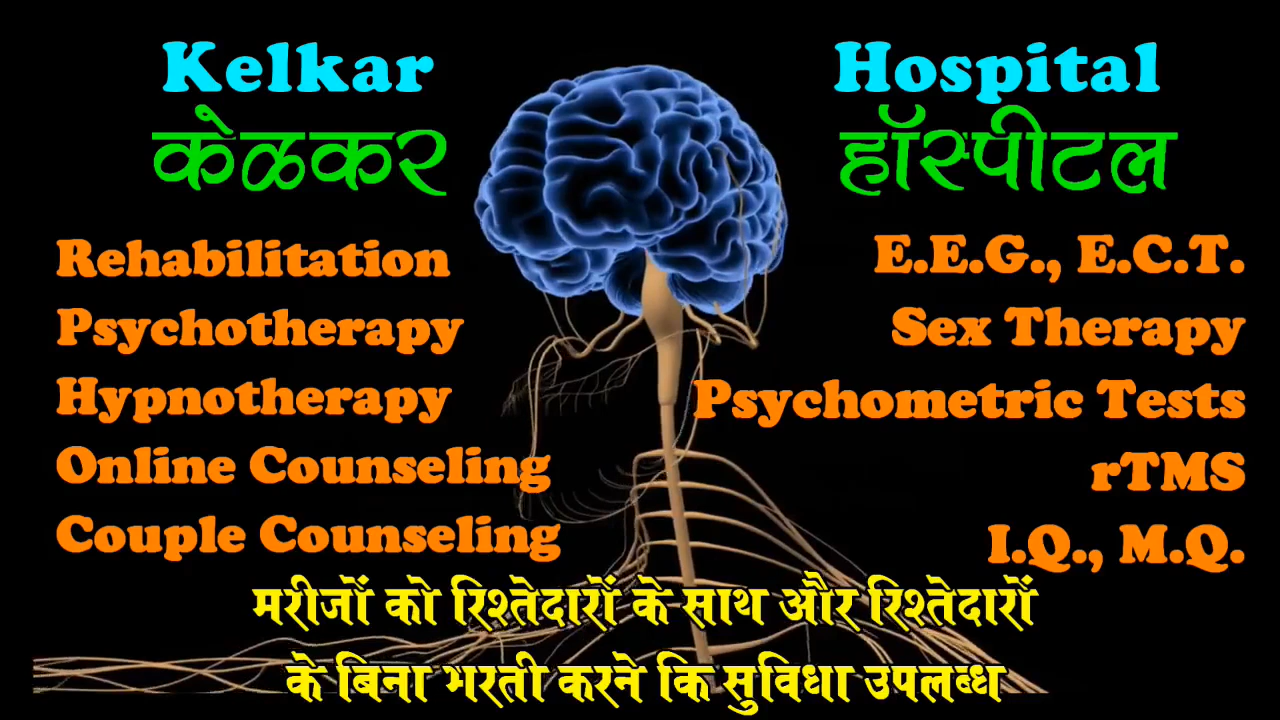 Kelkar Hospital
केळकर हॉस्पीटल
Rehabilitation
Psychotherapy
Hypnotherapy
Online Counseling
Couple Counseling
E.E.G., E.C.T.
Sex Therapy
Psychometric Tests
rTMS
I.Q., M.Q.
मरीजों को रिश्तेदारों के साथ और रिश्तेदारों
के बिना भरती करने कि सुविधा उपलब्ध